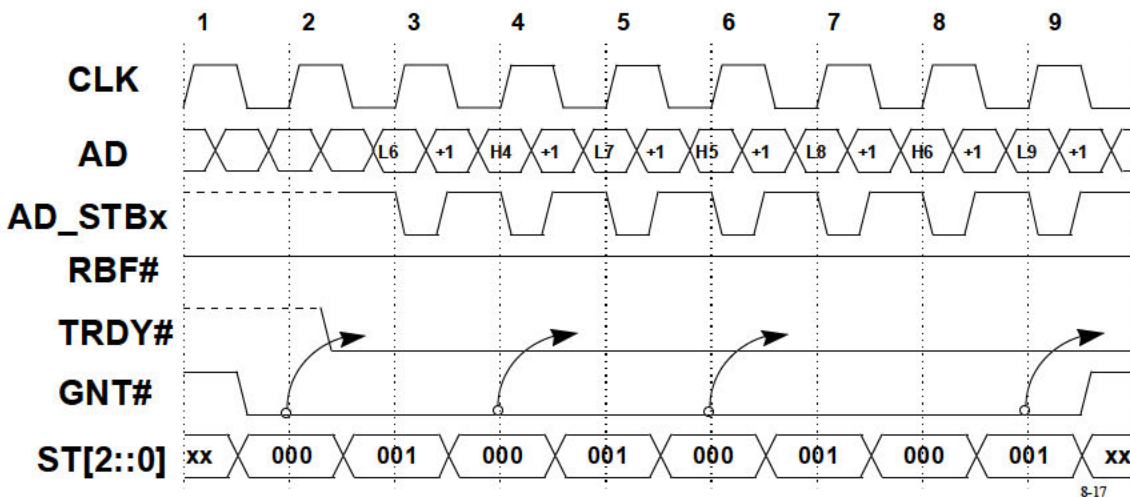 1 2 3 4 5 6 7 8 9
CLK
AD L6 +1 H4 +1 L7 +1 H5 +1 L8 +1 H6 +1 L9 +1
AD_STBx
RBF#
TRDY#
GNT#
ST[2::0] xx 000 001 000 001 000 001 000 001 xx
8-17